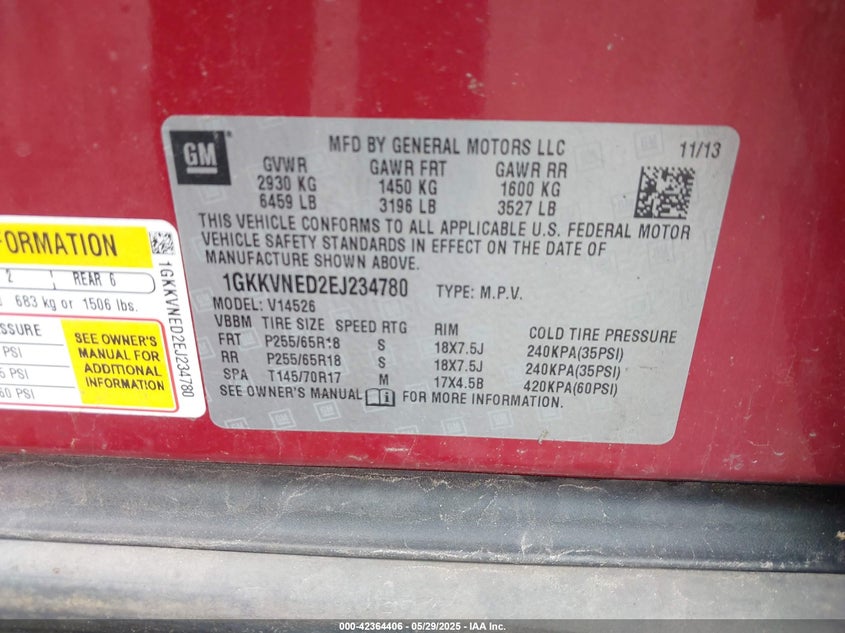 GM
MFD BY GENERAL MOTORS LLC 11/13
GVWR GAWR FRT GAWR RR
2930 KG 1450 KG 1600 KG
6459 LB 3196 LB 3527 LB
THIS VEHICLE CONFORMS TO ALL APPLICABLE U.S. FEDERAL MOTOR
VEHICLE SAFETY STANDARDS IN EFFECT ON THE DATE OF
MANUFACTURE SHOWN ABOVE.
1GKKVNED2EJ234780 TYPE: M.P.V.
MODEL: V14526
VBBM TIRE SIZE SPEED RTG RIM COLD TIRE PRESSURE
FRT P255/65R18 S 18X7.5J 240KPA(35PSI)
RR P255/65R18 S 18X7.5J 240KPA(35PSI)
SPA T145/70R17 M 17X4.5B 420KPA(60PSI)
SEE OWNER'S MANUAL FOR MORE INFORMATION.
FORMATION
2 REAR 6
683 kg or 1506 lbs.
SSURE
PSI
5 PSI
60 PSI
SEE OWNER'S
MANUAL FOR
ADDITIONAL
INFORMATION
1GKKVNED2EJ234780
000-42364406 - 05/29/2025 - IAA Inc.